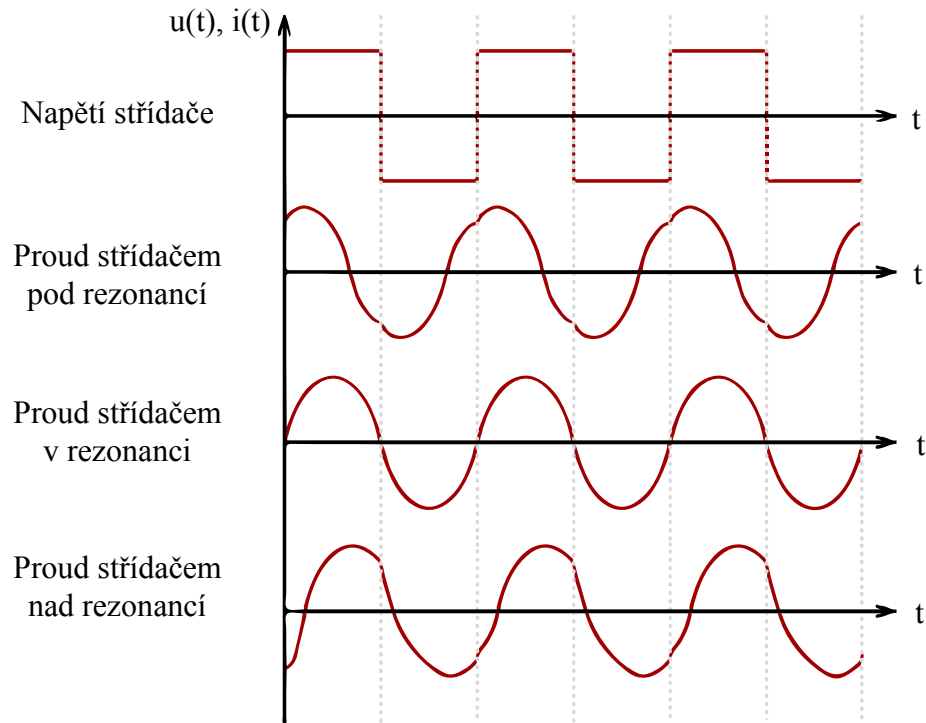 u(t), i(t)
Napětí střídače
t
Proud střídačem
pod rezonancí
t
Proud střídačem
v rezonanci
t
Proud střídačem
nad rezonancí
t